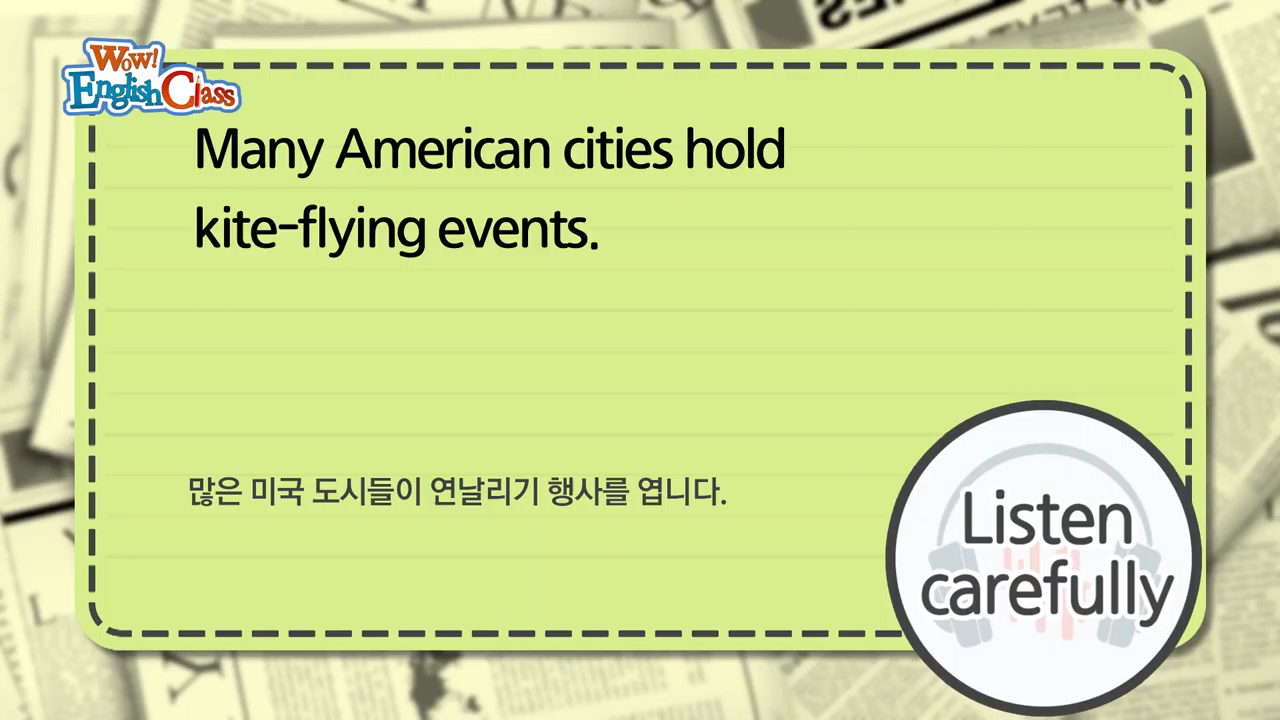 Wow!
English Class
Many American cities hold
kite-flying events.
많은 미국 도시들이 연날리기 행사를 엽니다.
Listen
carefully